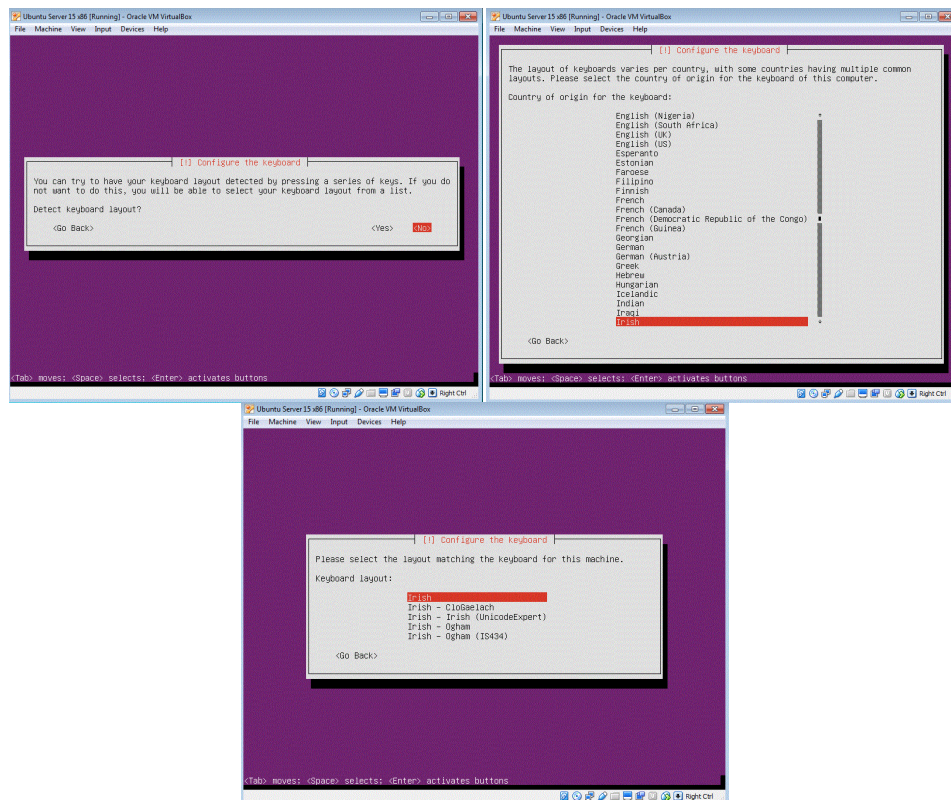 Ubuntu Server 15 x86 [Running] - Oracle VM VirtualBox
File Machine View Input Devices Help
[!] Configure the keyboard
You can try to have your keyboard layout detected by pressing a series of keys. If you do
not want to do this, you will be able to select your keyboard layout from a list.
Detect keyboard layout?
<Go Back> <Yes> <No>
<Tab> moves; <Space> selects; <Enter> activates buttons
Right Ctrl
Ubuntu Server 15 x86 [Running] - Oracle VM VirtualBox
File Machine View Input Devices Help
[!] Configure the keyboard
The layout of keyboards varies per country, with some countries having multiple common
layouts. Please select the country of origin for the keyboard of this computer.
Country of origin for the keyboard:
English (Nigeria)
English (South Africa)
English (UK)
English (US)
Esperanto
Estonian
Faroese
Filipino
Finnish
French
French (Canada)
French (Democratic Republic of the Congo)
French (Guinea)
Georgian
German
German (Austria)
Greek
Hebrew
Hungarian
Icelandic
Indian
Iraqi
Irish
<Go Back>
<Tab> moves; <Space> selects; <Enter> activates buttons
Right Ctrl
Ubuntu Server 15 x86 [Running] - Oracle VM VirtualBox
File Machine View Input Devices Help
[!] Configure the keyboard
Please select the layout matching the keyboard for this machine.
Keyboard layout:
Irish
Irish - CloGaelach
Irish - Irish (UnicodeExpert)
Irish - Ogham
Irish - Ogham (IS434)
<Go Back>
<Tab> moves; <Space> selects; <Enter> activates buttons
Right Ctrl